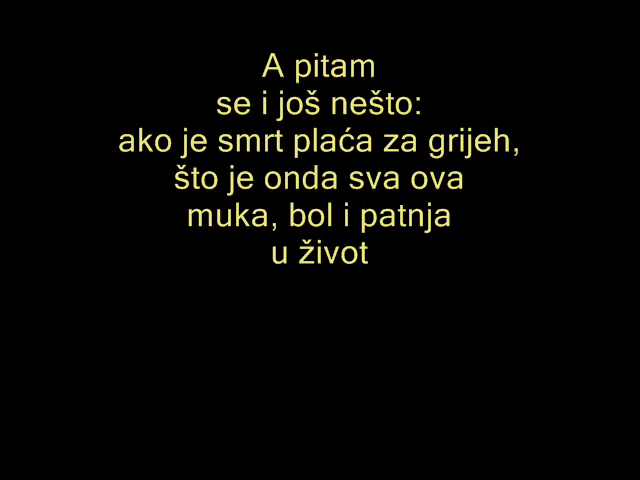 A pitam
se i još nešto:
ako je smrt plaća za grijeh,
što je onda sva ova
muka, bol i patnja
u život